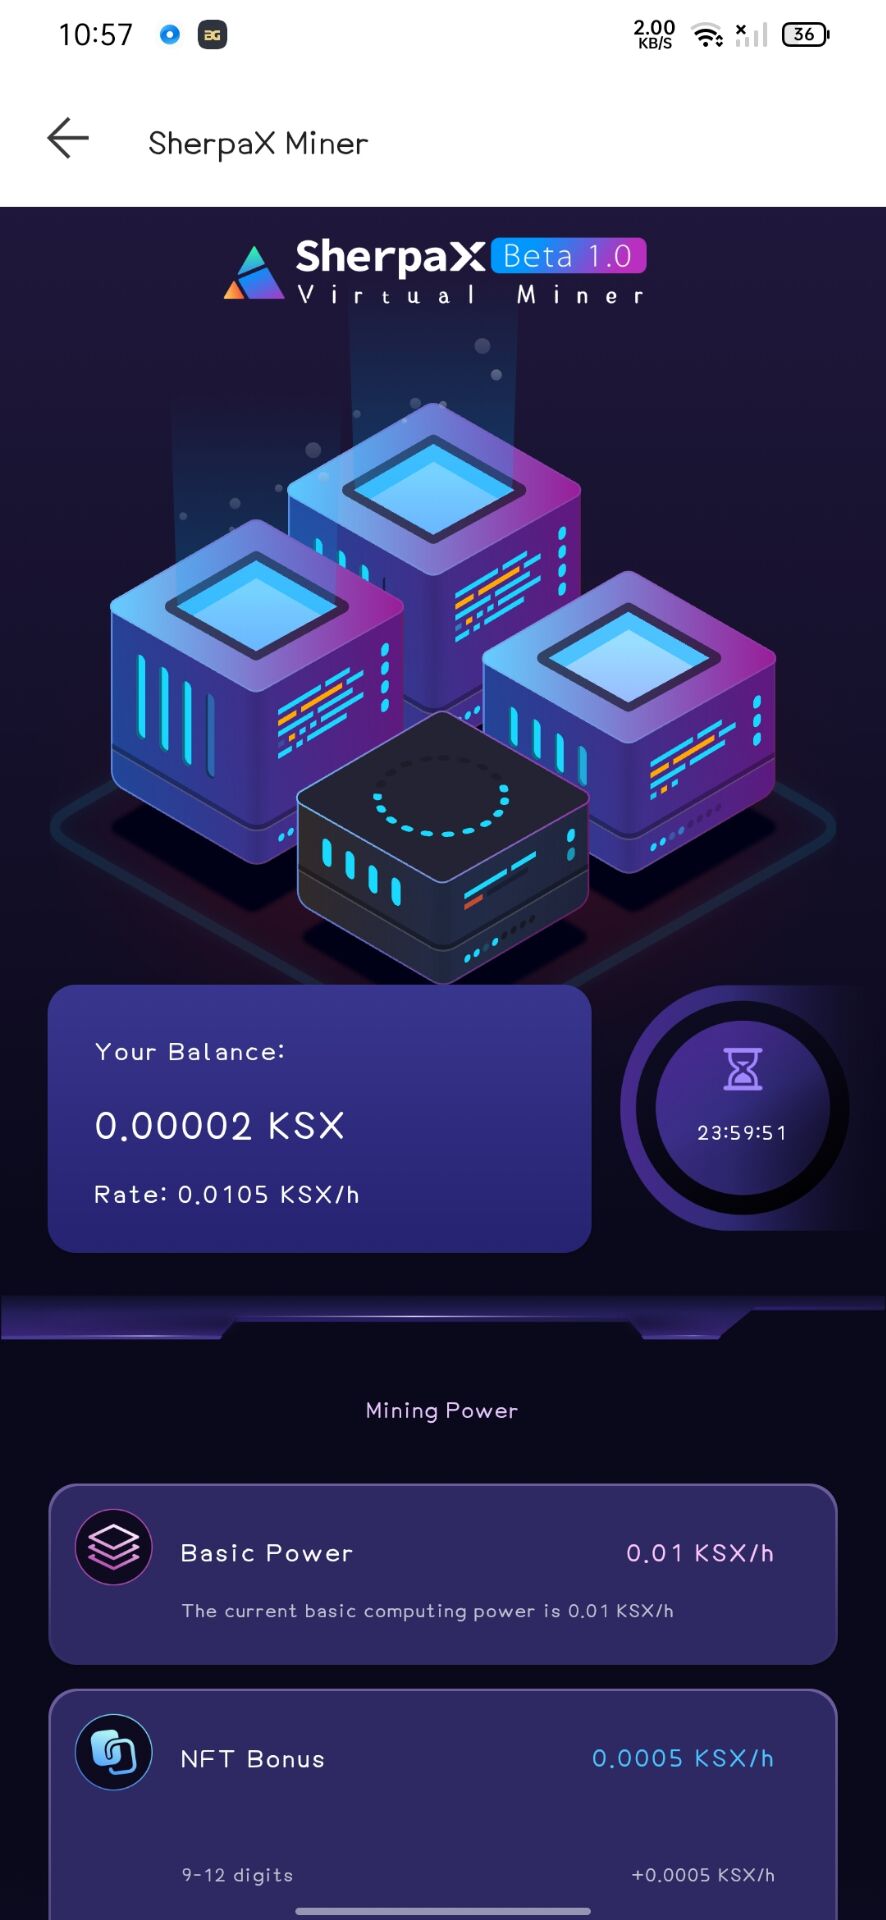 10:57
BG
2.00
KB/S
36
SherpaX Miner
SherpaX Beta 1.0
Virtual Miner
Your Balance:
0.00002 KSX
Rate: 0.0105 KSX/h
23:59:51
Mining Power
Basic Power
0.01 KSX/h
The current basic computing power is 0.01 KSX/h
NFT Bonus
0.0005 KSX/h
9-12 digits
+0.0005 KSX/h